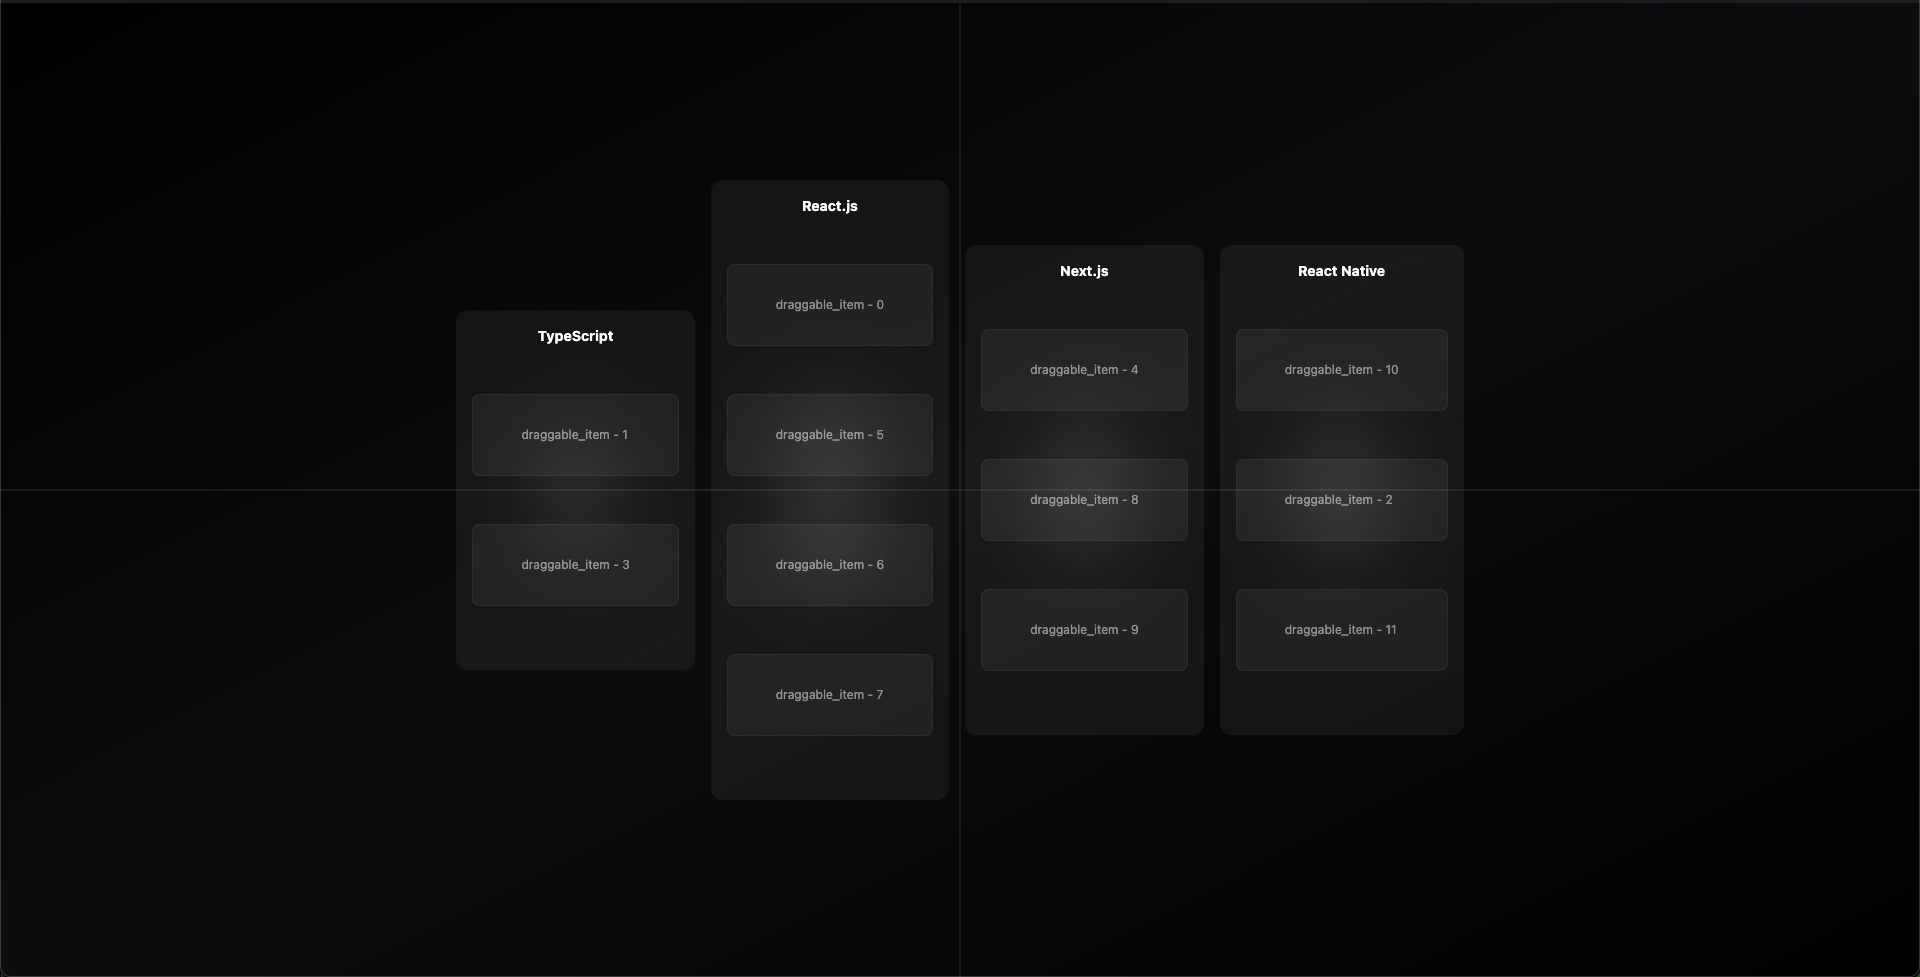 TypeScript
draggable_item - 1
draggable_item - 3
React.js
draggable_item - 0
draggable_item - 5
draggable_item - 6
draggable_item - 7
Next.js
draggable_item - 4
draggable_item - 8
draggable_item - 9
React Native
draggable_item - 10
draggable_item - 2
draggable_item - 11